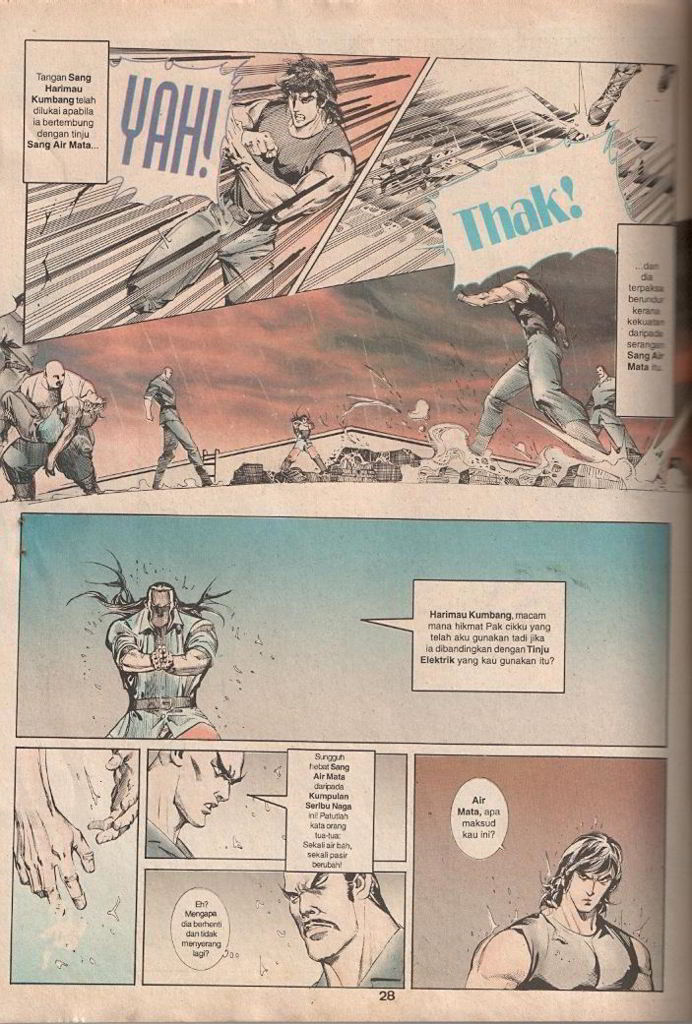 Tangan Sang
Harimau
Kumbang telah
dilukai apabila
ia bertembung
dengan tinju
Sang Air Mata...
YAH!
Thak!
...dan
dia
terpaksa
berundur
kerana
kekuatan
daripada
serangan
Sang Air
Mata itu.
Harimau Kumbang, macam
mana hikmat Pak cikku yang
telah aku gunakan tadi jika
ia dibandingkan dengan Tinju
Elektrik yang kau gunakan itu?
Sungguh
hebat Sang
Air Mata
daripada
Kumpulan
Seribu Naga
ini! Patutlah
kata orang
tua-tua:
Sekali air bah,
sekali pasir
berubah!
Eh?
Mengapa
dia berhenti
dan tidak
menyerang
lagi?
Air
Mata, apa
maksud
kau ini?
28